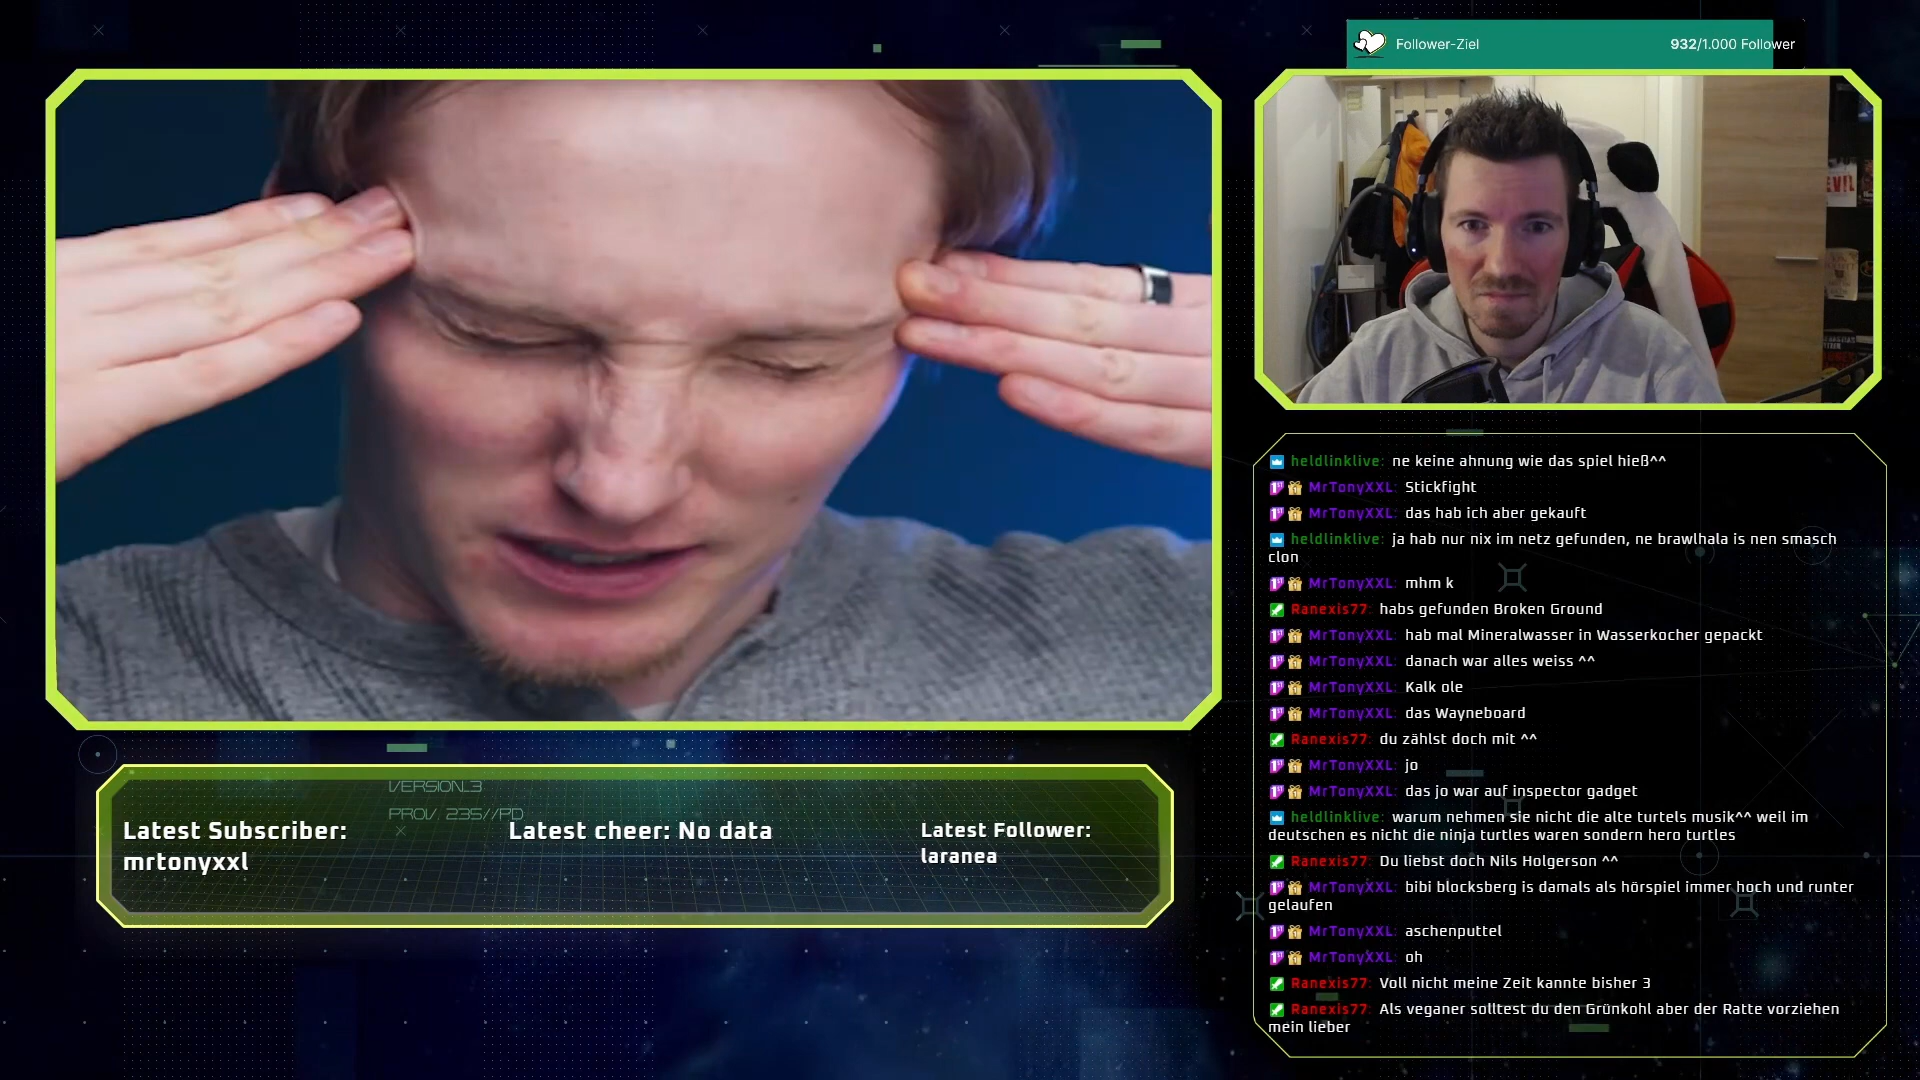 Follower-Ziel 932/1.000 Follower
EVIL
heldlinklive: ne keine ahnung wie das spiel hieß^^
MrTonyXXL: Stickfight
MrTonyXXL: das hab ich aber gekauft
heldlinklive: ja hab nur nix im netz gefunden, ne brawlhala is nen smasch
clon
MrTonyXXL: mhm k
Ranexis77: habs gefunden Broken Ground
MrTonyXXL: hab mal Mineralwasser in Wasserkocher gepackt
MrTonyXXL: danach war alles weiss ^^
MrTonyXXL: Kalk ole
MrTonyXXL: das Wayneboard
Ranexis77: du zählst doch mit ^^
MrTonyXXL: jo
MrTonyXXL: das jo war auf inspector gadget
heldlinklive: warum nehmen sie nicht die alte turtels musik^^ weil im
deutschen es nicht die ninja turtles waren sondern hero turtles
Ranexis77: Du liebst doch Nils Holgerson ^^
MrTonyXXL: bibi blocksberg is damals als hörspiel immer hoch und runter
gelaufen
MrTonyXXL: aschenputtel
MrTonyXXL: oh
Ranexis77: Voll nicht meine Zeit kannte bisher 3
Ranexis77: Als veganer solltest du den Grünkohl aber der Ratte vorziehen
mein lieber
VERSION_3
PROV. 235//PD
Latest Subscriber:
mrtonyxxl
Latest cheer: No data
Latest Follower:
laranea